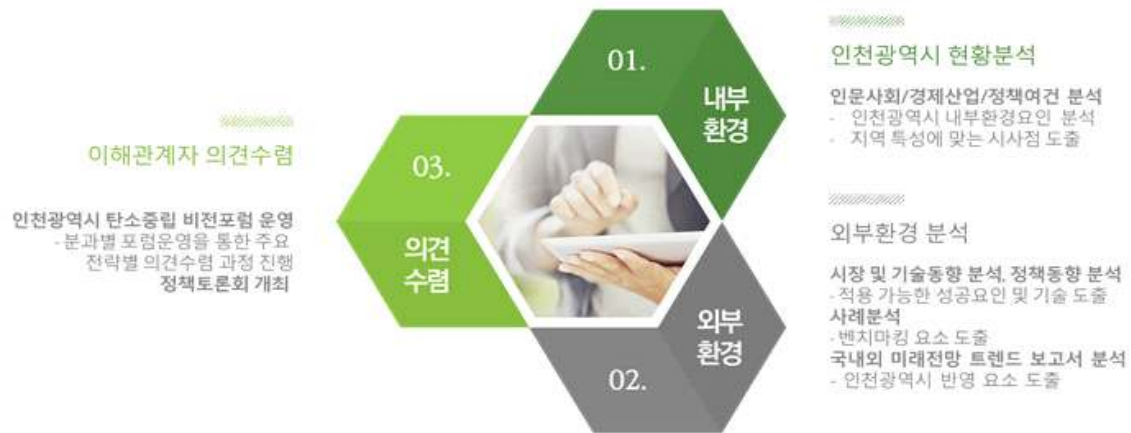 01.
내부
환경
인천광역시 현황분석
인문사회/경제산업/정책여건 분석
- 인천광역시 내부환경요인 분석
- 지역 특성에 맞는 시사점 도출
02.
외부
환경
외부환경 분석
시장 및 기술동향 분석, 정책동향 분석
- 적용 가능한 성공요인 및 기술 도출
사례분석
- 벤치마킹 요소 도출
국내외 미래전망 트렌드 보고서 분석
- 인천광역시 반영 요소 도출
03.
의견
수렴
이해관계자 의견수렴
인천광역시 탄소중립 비전포럼 운영
- 분과별 포럼운영을 통한 주요
전략별 의견수렴 과정 진행
정책토론회 개최